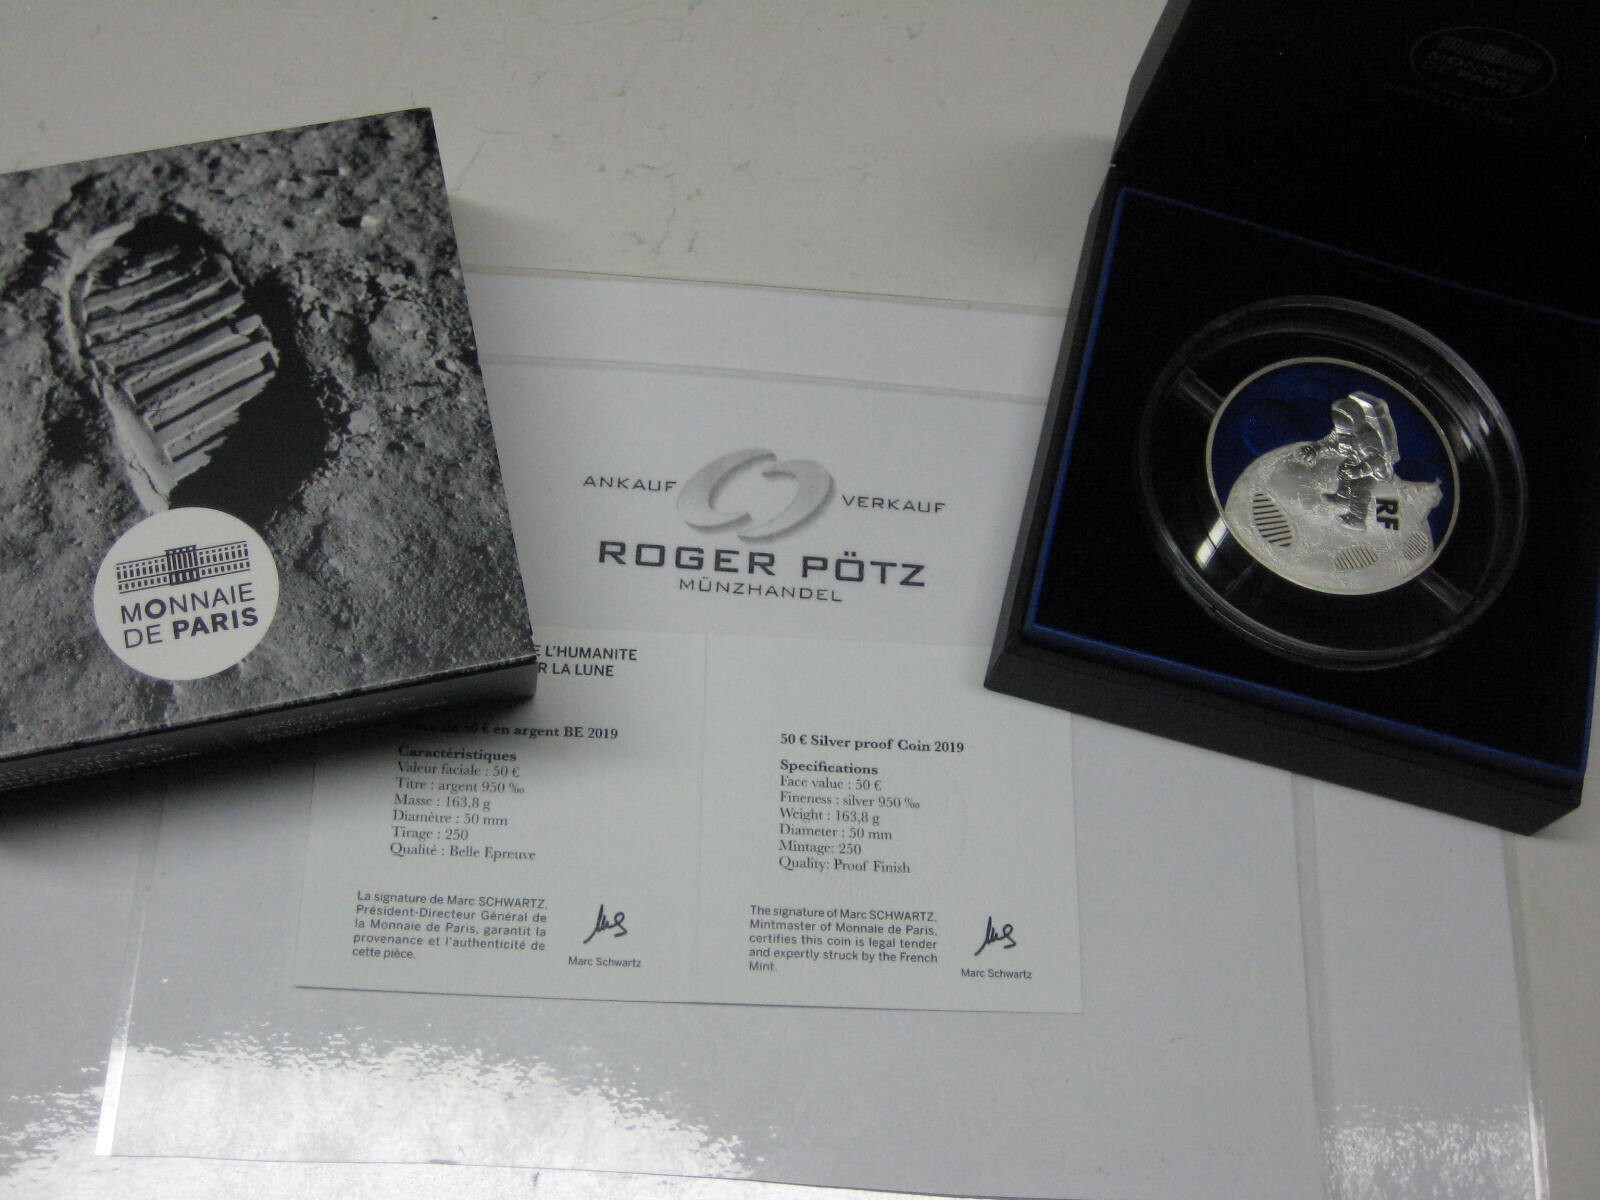 MONNAIE
DE PARIS
ANKAUF VERKAUF
ROGER PÖTZ
MÜNZHANDEL
E L'HUMANITE
R LA LUNE
€ en argent BE 2019
Caractéristiques
Valeur faciale : 50 €
Titre : argent 950 ‰
Masse : 163,8 g
Diamètre : 50 mm
Tirage : 250
Qualité : Belle Epreuve
La signature de Marc SCHWARTZ,
Président-Directeur Général de
la Monnaie de Paris, garantit la
provenance et l'authenticité de
cette pièce.
Marc Schwartz
50 € Silver proof Coin 2019
Specifications
Face value : 50 €
Fineness : silver 950 ‰
Weight : 163,8 g
Diameter : 50 mm
Mintage: 250
Quality: Proof Finish
The signature of Marc SCHWARTZ,
Mintmaster of Monnaie de Paris,
certifies this coin is legal tender
and expertly struck by the French
Mint.
Marc Schwartz
MONNAIE
DE PARIS
RF